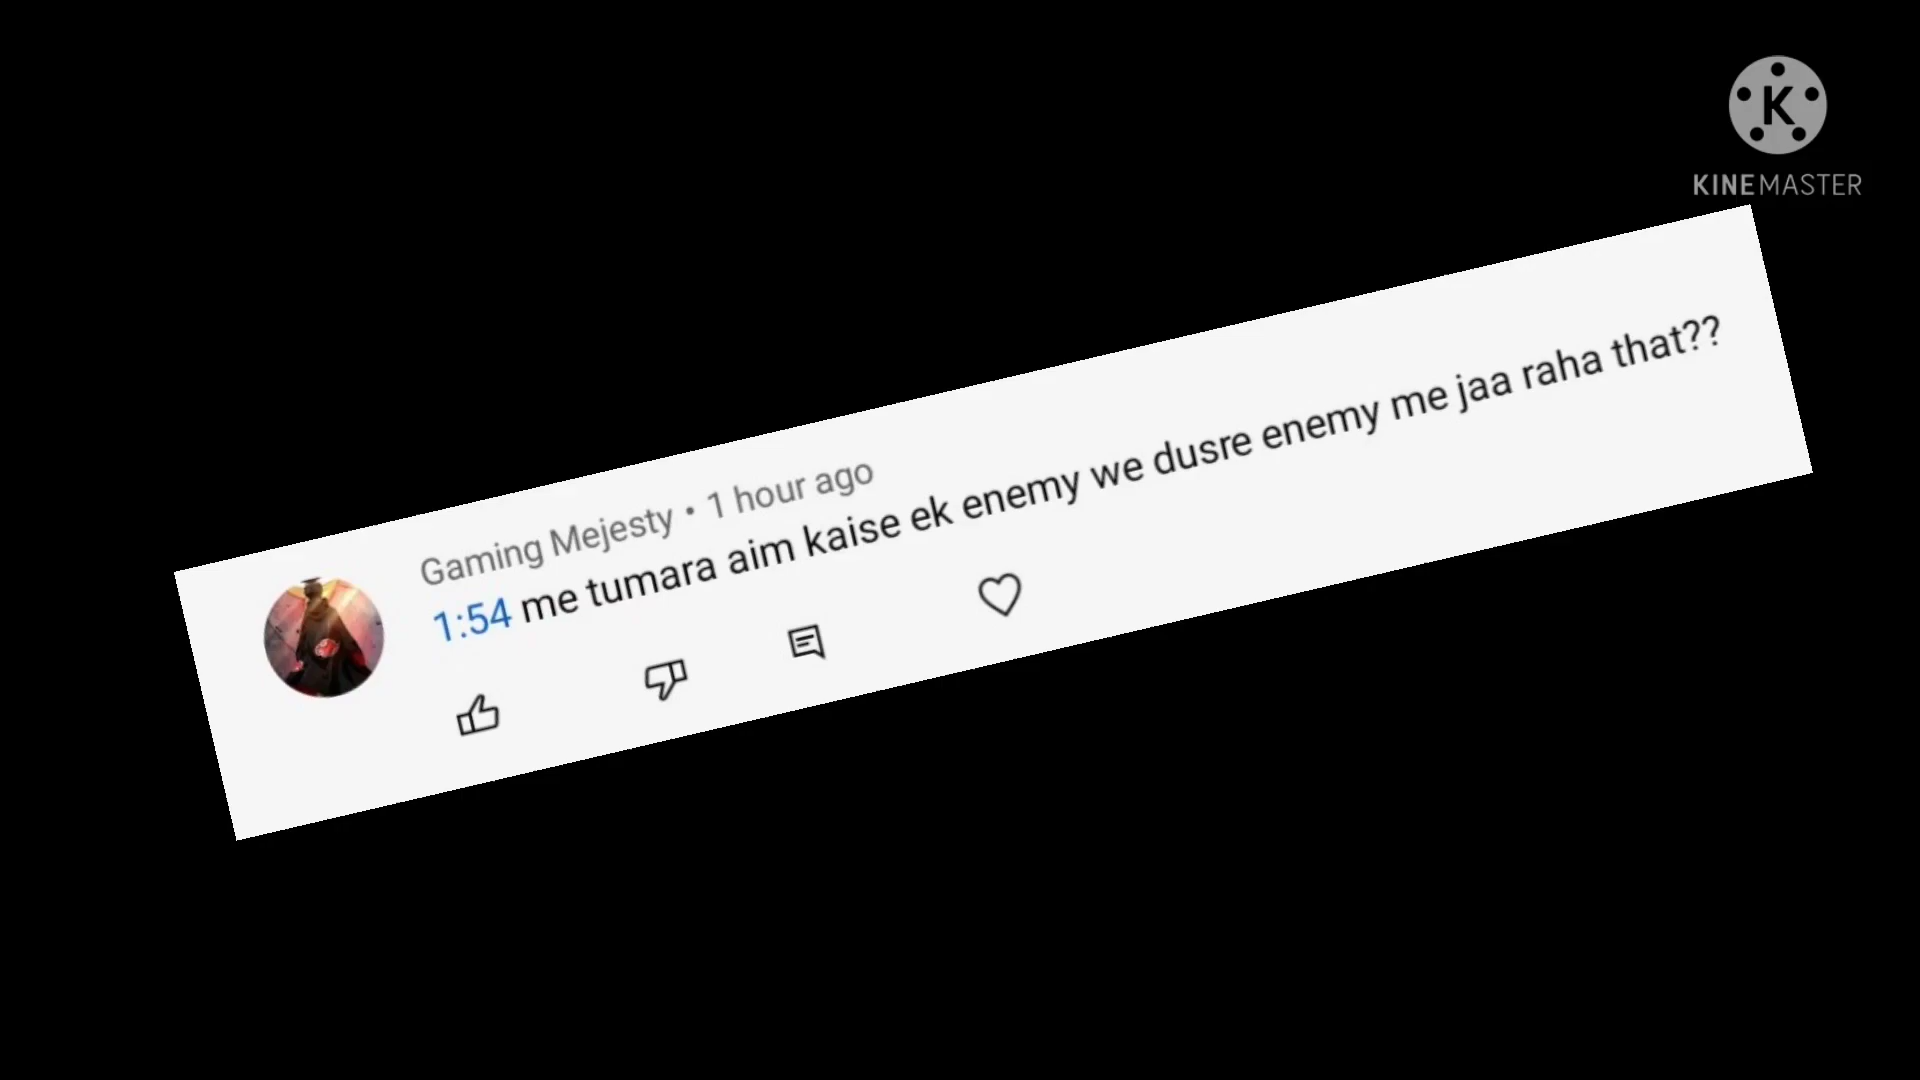 K
KINEMASTER
Gaming Mejesty • 1 hour ago
1:54 me tumara aim kaise ek enemy we dusre enemy me jaa raha that??